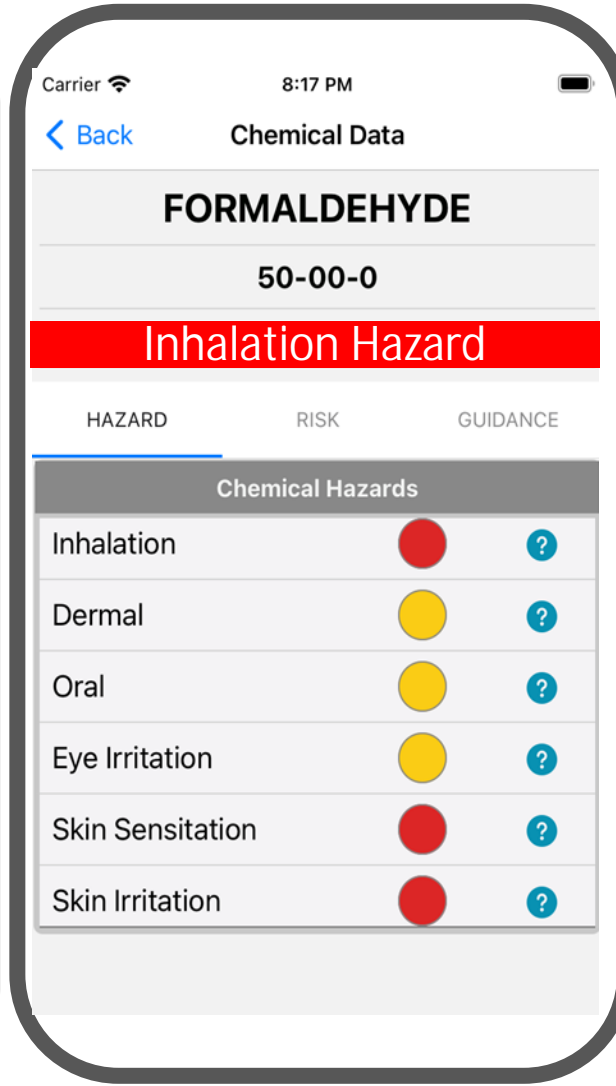 Carrier 8:17 PM
Back Chemical Data
FORMALDEHYDE
50-00-0
Inhalation Hazard
HAZARD RISK GUIDANCE
Chemical Hazards
Inhalation ?
Dermal ?
Oral ?
Eye Irritation ?
Skin Sensitation ?
Skin Irritation ?